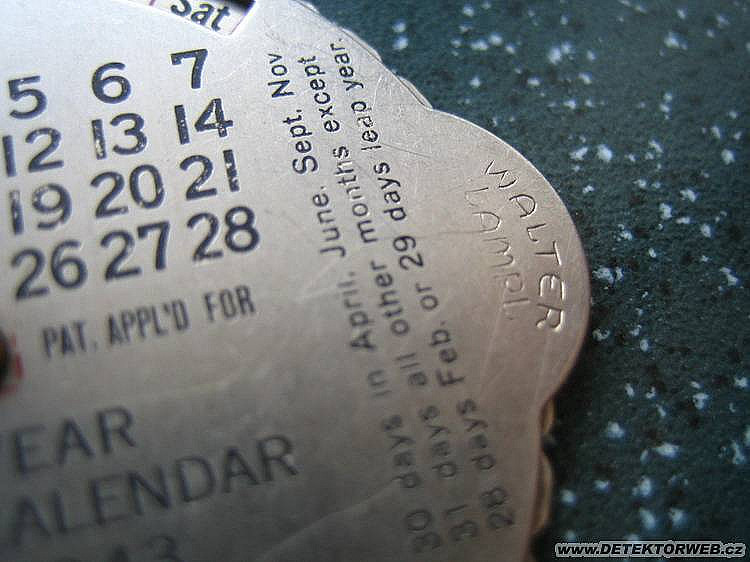 Sat
5 6 7
12 13 14
19 20 21
26 27 28
PAT. APPL'D FOR
YEAR
CALENDAR
30 days in April, June, Sept, Nov
31 days all other months except
28 days Feb. or 29 days leap year.
WALTER
LAMPL
www.DETEKTORWEB.cz